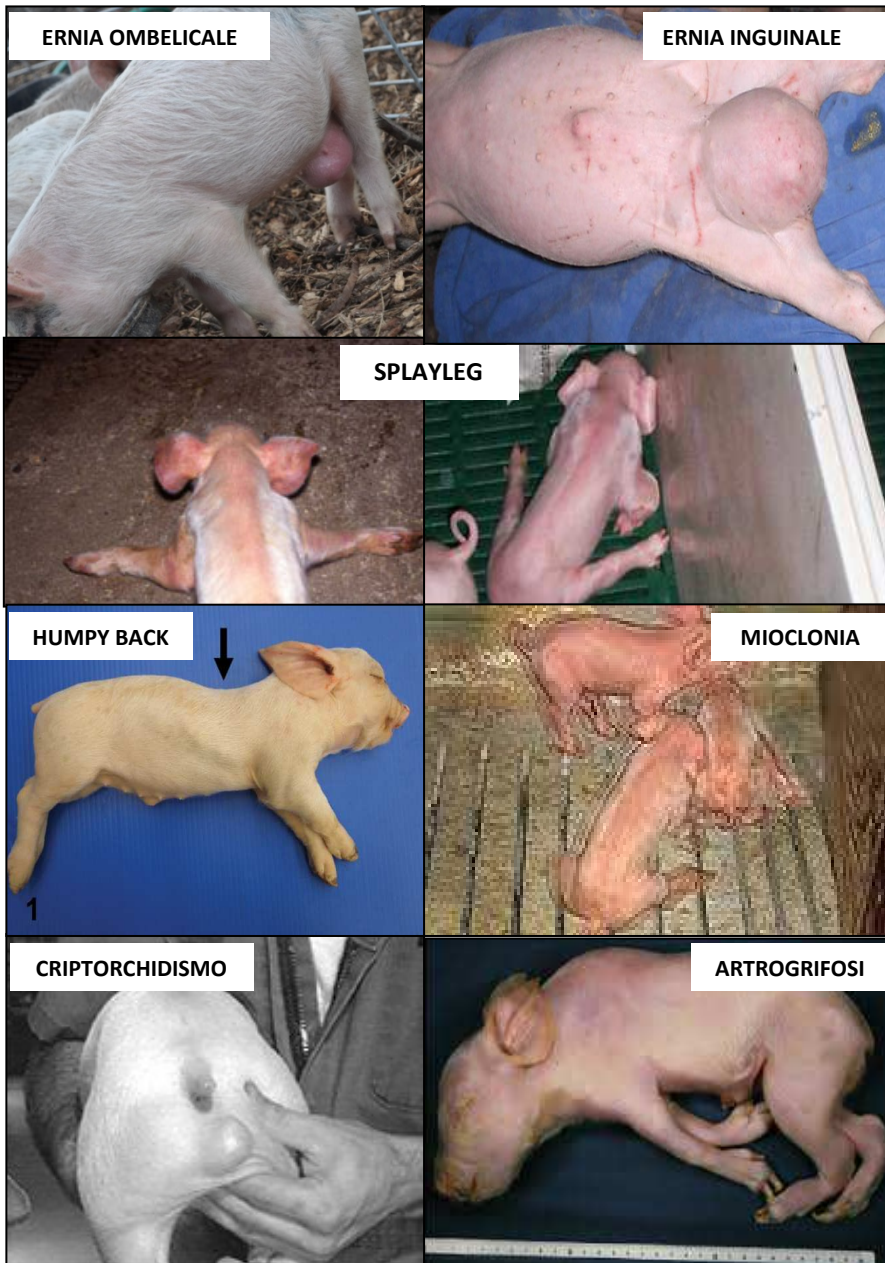 ERNIA OMBELICALE
ERNIA INGUINALE
SPLAYLEG
HUMPY BACK
MIOCLONIA
1
CRIPTORCHIDISMO
ARTROGRIFOSI